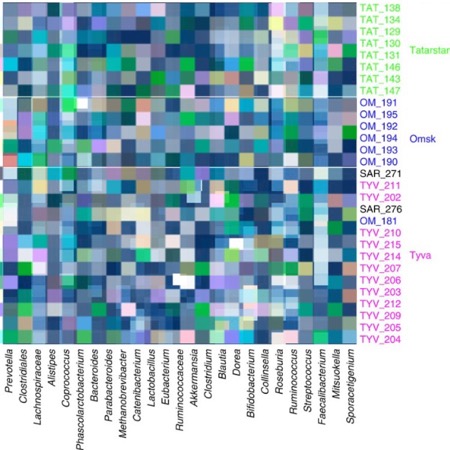 TAT_138
TAT_134
TAT_129
TAT_130
TAT_131
Tatarstar
TAT_146
TAT_143
TAT_147
OM_191
OM_195
OM_192
OM_194
Omsk
OM_193
OM_190
SAR_271
TYV_211
TYV_202
SAR_276
OM_181
TYV_210
TYV_215
TYV_214
Tyva
TYV_207
TYV_206
TYV_203
TYV_212
TYV_209
TYV_205
TYV_204
Prevotella
Clostridiales
Lachnospiraceae
Alistipes
Coprococcus
Phascolarctobacterium
Bacteroides
Parabacteroides
Methanobrevibacter
Catenibacterium
Lactobacillus
Eubacterium
Ruminococcaceae
Akkermansia
Clostridium
Blautia
Dorea
Bifidobacterium
Collinsella
Roseburia
Ruminococcus
Streptococcus
Faecalibacterium
Mitsuokella
Sporacetigenium